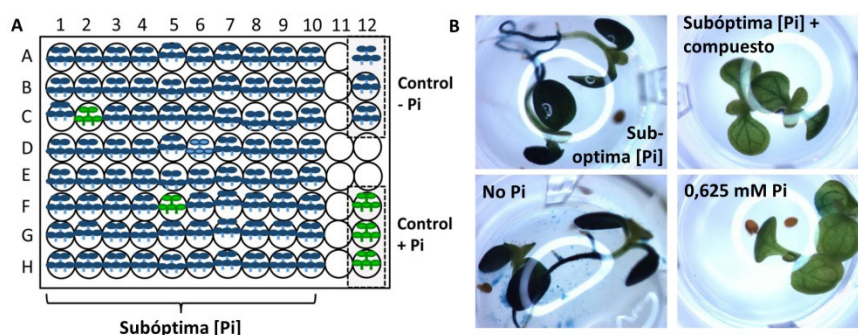 A
1 2 3 4 5 6 7 8 9 10 11 12
A
B
C
D
E
F
G
H
Control
- Pi
Control
+ Pi
Subóptima [Pi]
B
Sub-
optima [Pi]
Subóptima [Pi] +
compuesto
No Pi
0,625 mM Pi